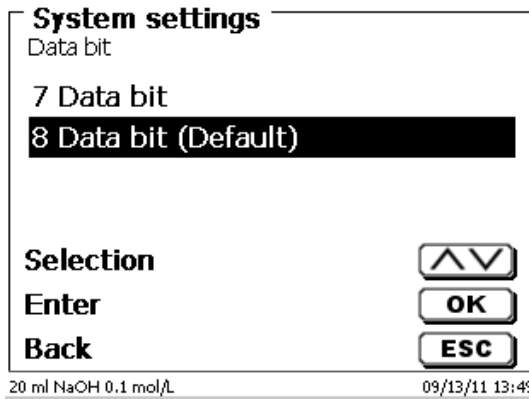 System settings
Data bit
7 Data bit
8 Data bit (Default)
Selection
Enter OK
Back ESC
20 ml NaOH 0.1 mol/L 09/13/11 13:49